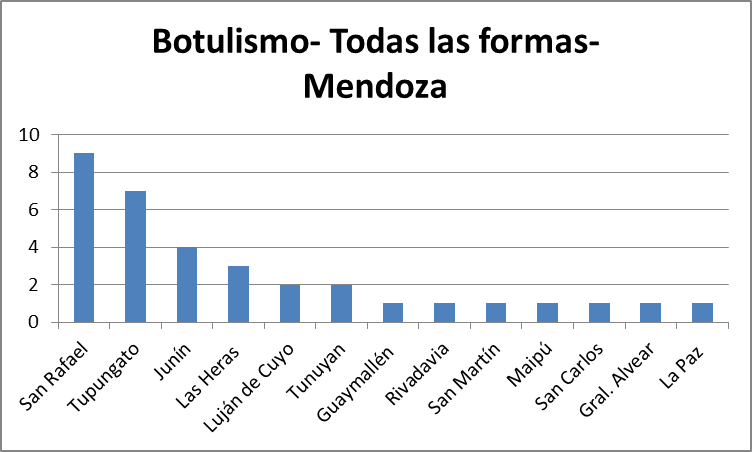 Botulismo- Todas las formas-
Mendoza
10
8
6
4
2
0
San Rafael
Tupungato
Junín
Las Heras
Luján de Cuyo
Tunuyan
Guaymallén
Rivadavia
San Martín
Maipú
San Carlos
Gral. Alvear
La Paz